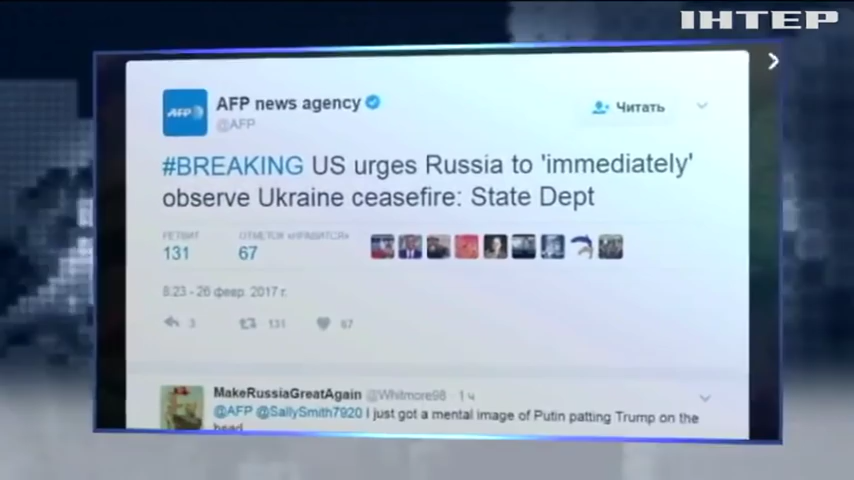 ІНТЕР
AFP
AFP news agency
@AFP
Читать
#BREAKING US urges Russia to 'immediately'
observe Ukraine ceasefire: State Dept
РЕТВИТ
ОТМЕТОК «НРАВИТСЯ»
131
67
8:23 - 26 февр. 2017 г.
3
131
67
MakeRussiaGreatAgain @Whitmore98 · 1 ч
@AFP @SallySmith7920 I just got a mental image of Putin patting Trump on the
head